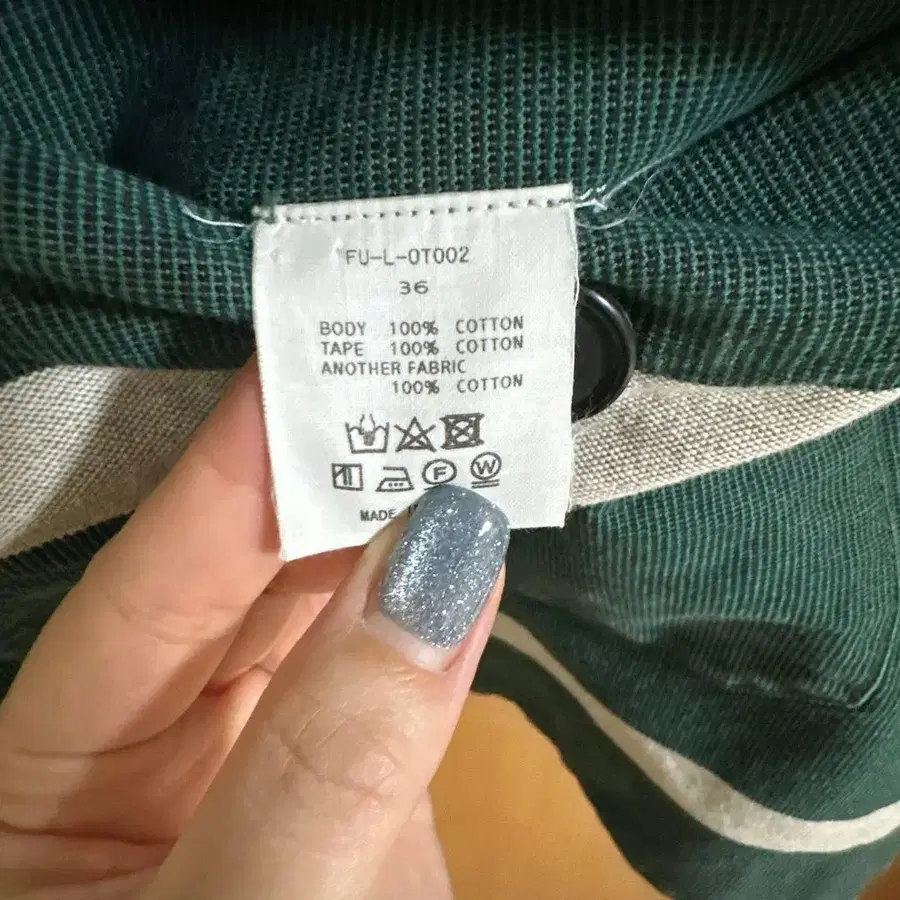 FU-L-OT002
36
BODY 100% COTTON
TAPE 100% COTTON
ANOTHER FABRIC
100% COTTON
F W
MADE